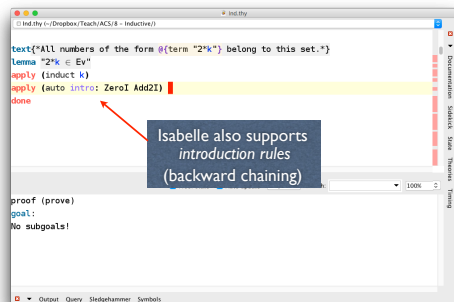 Ind.thy
Ind.thy (~/Dropbox/Teach/ACS/8 - Inductive/)
text{*All numbers of the form @{term "2*k"} belong to this set.*}
lemma "2*k ∈ Ev"
apply (induct k)
apply (auto intro: ZeroI Add2I)
done
Isabelle also supports
introduction rules
(backward chaining)
100%
proof (prove)
goal:
No subgoals!
Output Query Sledgehammer Symbols
Documentation Sidekick State Theories Timing